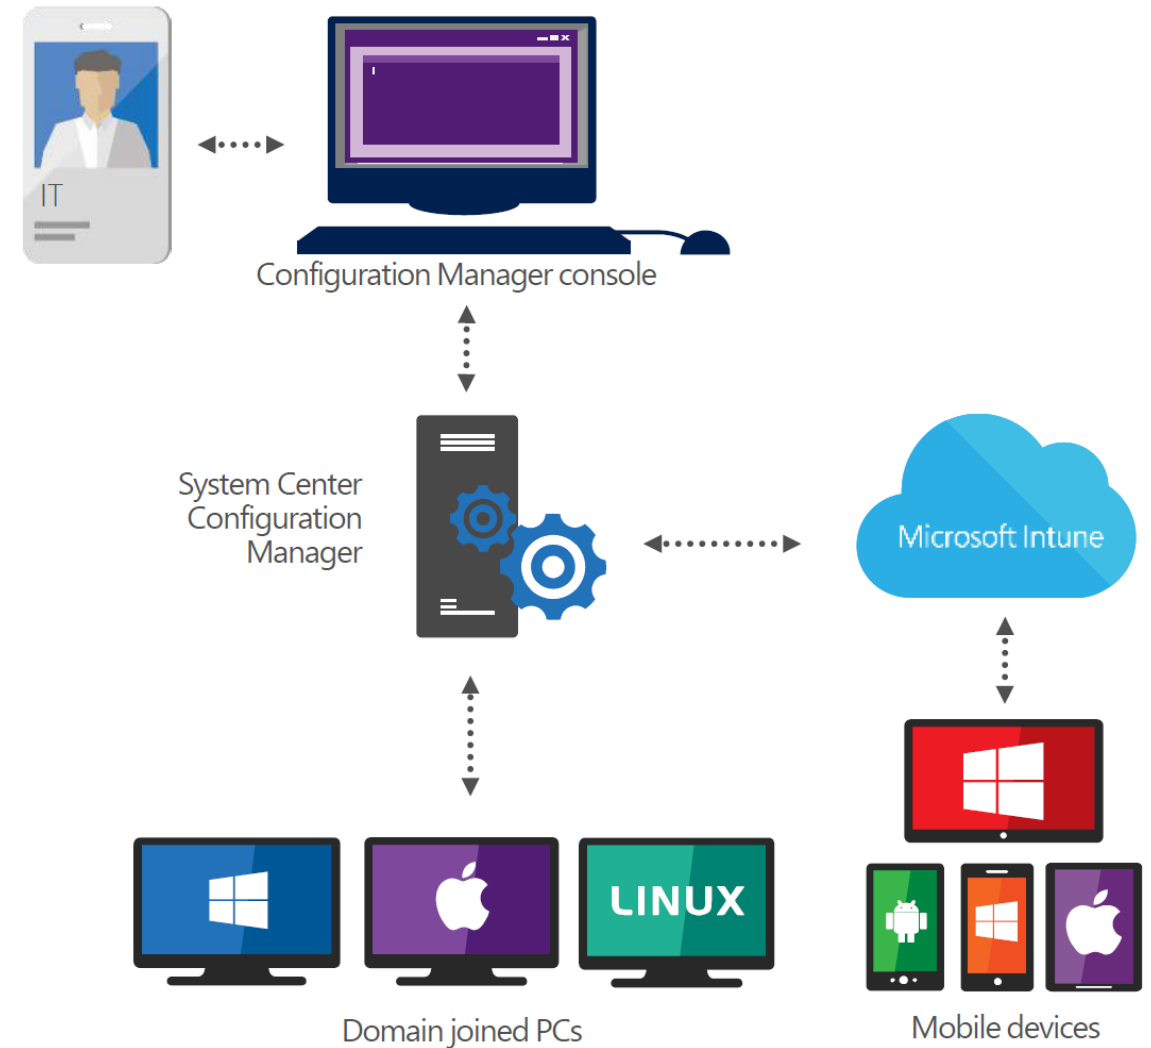 IT
Configuration Manager console
System Center
Configuration
Manager
Microsoft Intune
LINUX
Domain joined PCs
Mobile devices